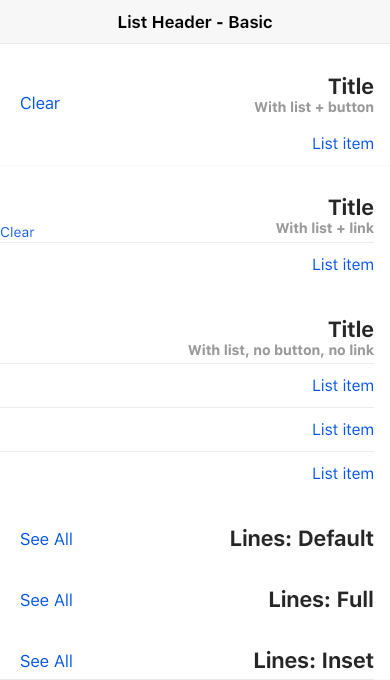 List Header - Basic
Title
With list + button
Clear
List item
Title
With list + link
Clear
List item
Title
With list, no button, no link
List item
List item
List item
Lines: Default
See All
Lines: Full
See All
Lines: Inset
See All